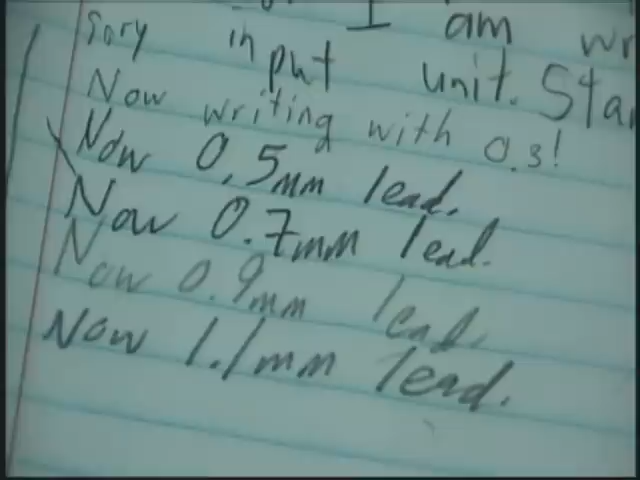 I am
sory input unit.
Now writing with 0.3!
Now 0.5mm lead.
Now 0.7mm lead.
Now 0.9mm lead.
Now 1.1mm lead.